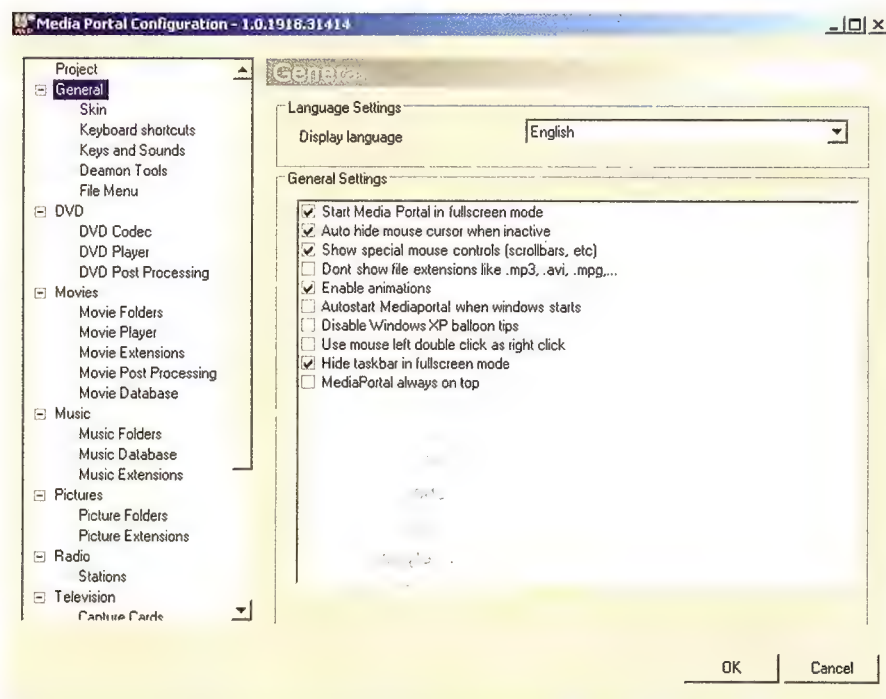 Media Portal Configuration - 1.0.1918.31414
Project
General
Skin
Keyboard shortcuts
Keys and Sounds
Deamon Tools
File Menu
DVD
DVD Codec
DVD Player
DVD Post Processing
Movies
Movie Folders
Movie Player
Movie Extensions
Movie Post Processing
Movie Database
Music
Music Folders
Music Database
Music Extensions
Pictures
Picture Folders
Picture Extensions
Radio
Stations
Television
Capture Cards
General
Language Settings
Display language
English
General Settings
Start Media Portal in fullscreen mode
Auto hide mouse cursor when inactive
Show special mouse controls (scrollbars, etc)
Dont show file extensions like .mp3, .avi, .mpg,...
Enable animations
Autostart Mediaportal when windows starts
Disable Windows XP balloon tips
Use mouse left double click as right click
Hide taskbar in fullscreen mode
MediaPortal always on top
OK
Cancel